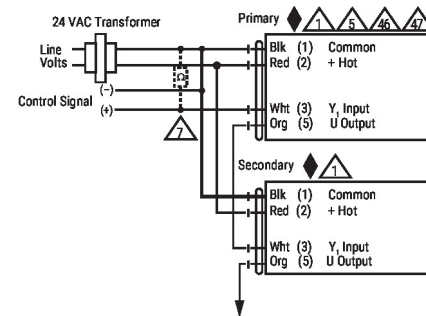 24 VAC Transformer
Primary 1 5 46 47
Line
Volts
Blk (1) Common
Red (2) + Hot
Ω
(–)
Control Signal
(+)
Wht (3) Y₁ Input
Org (5) U Output
7
Secondary 1
Blk (1) Common
Red (2) + Hot
Wht (3) Y₁ Input
Org (5) U Output